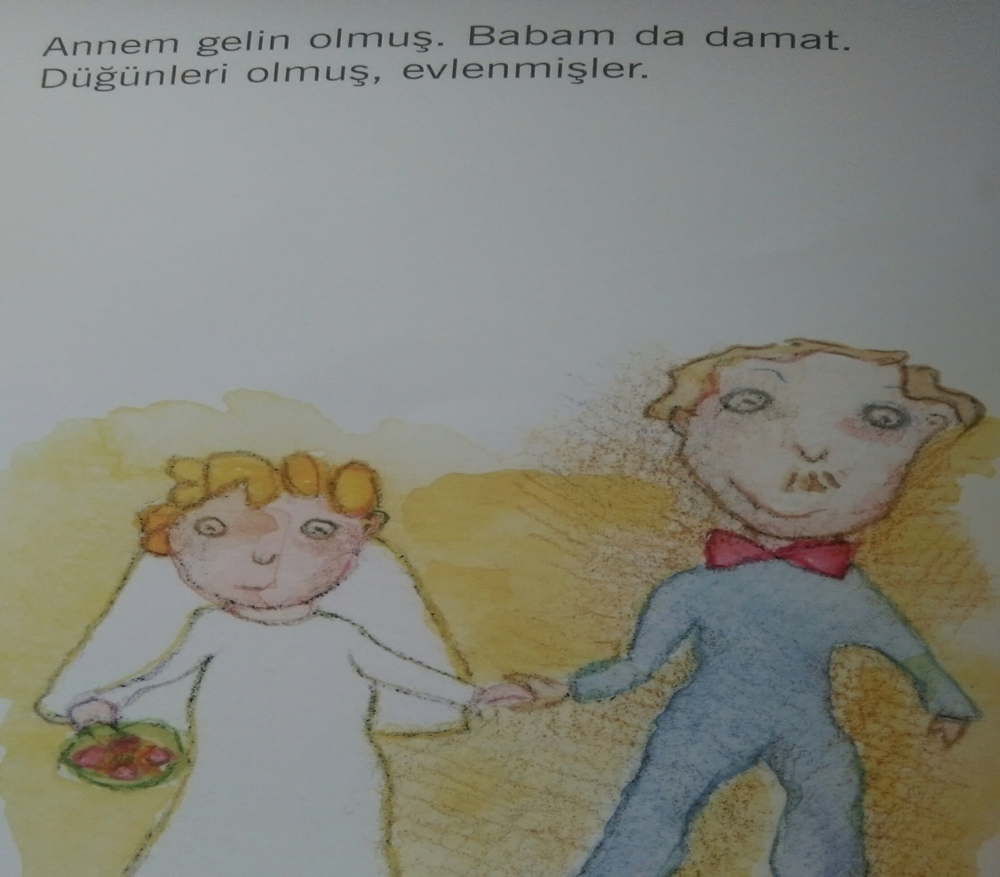 Annem gelin olmuş. Babam da damat.
Düğünleri olmuş, evlenmişler.